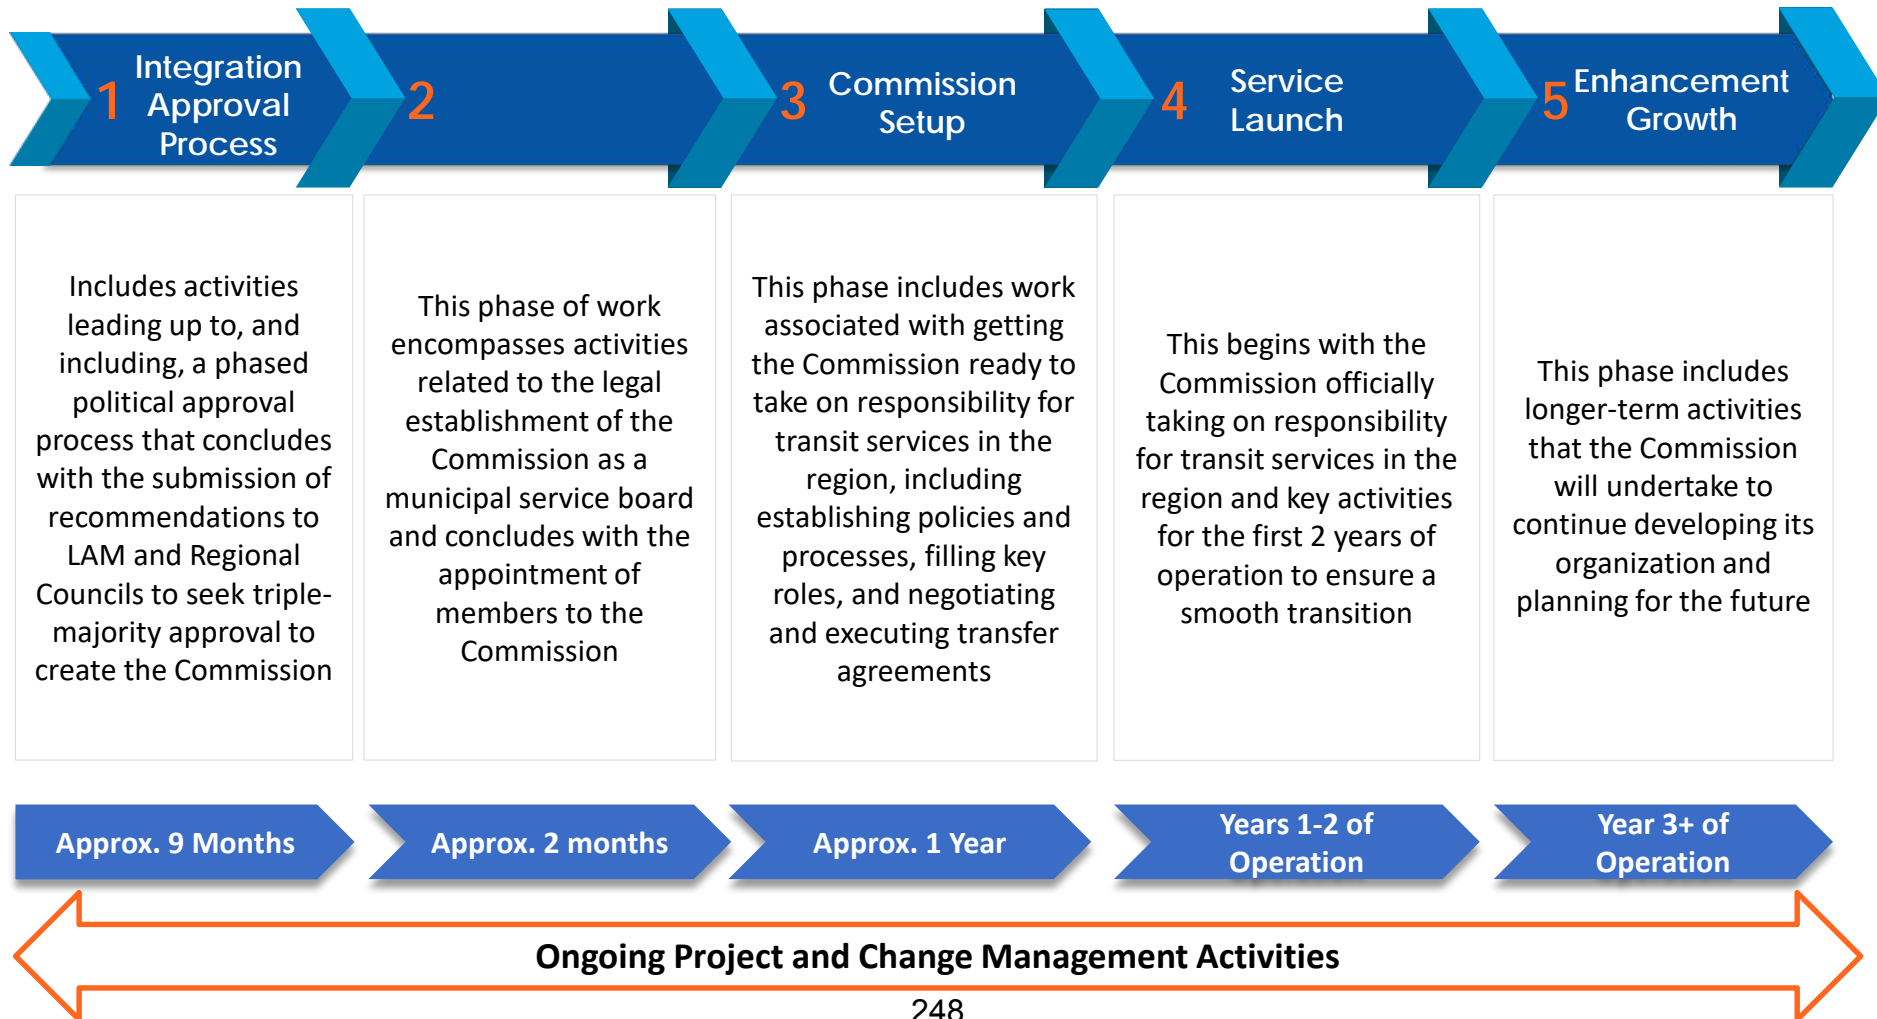 1
Integration
Approval
Process
2
3
Commission
Setup
4
Service
Launch
5
Enhancement
Growth
Includes activities
leading up to, and
including, a phased
political approval
process that concludes
with the submission of
recommendations to
LAM and Regional
Councils to seek triple-
majority approval to
create the Commission
This phase of work
encompasses activities
related to the legal
establishment of the
Commission as a
municipal service board
and concludes with the
appointment of
members to the
Commission
This phase includes work
associated with getting
the Commission ready to
take on responsibility for
transit services in the
region, including
establishing policies and
processes, filling key
roles, and negotiating
and executing transfer
agreements
This begins with the
Commission officially
taking on responsibility
for transit services in the
region and key activities
for the first 2 years of
operation to ensure a
smooth transition
This phase includes
longer-term activities
that the Commission
will undertake to
continue developing its
organization and
planning for the future
Approx. 9 Months
Approx. 2 months
Approx. 1 Year
Years 1-2 of
Operation
Year 3+ of
Operation
Ongoing Project and Change Management Activities
248